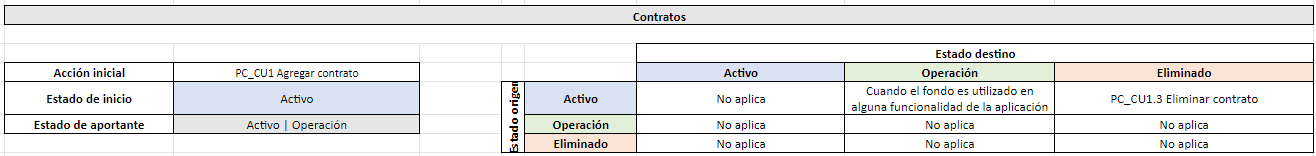 Contratos
Estado destino
Acción inicial PC_CU1 Agregar contrato Activo Operación Eliminado
Estado de inicio Activo Estado origen Activo No aplica Cuando el fondo es utilizado en
alguna funcionalidad de la aplicación PC_CU1.3 Eliminar contrato
Estado de aportante Activo | Operación Operación No aplica No aplica No aplica
Eliminado No aplica No aplica No aplica